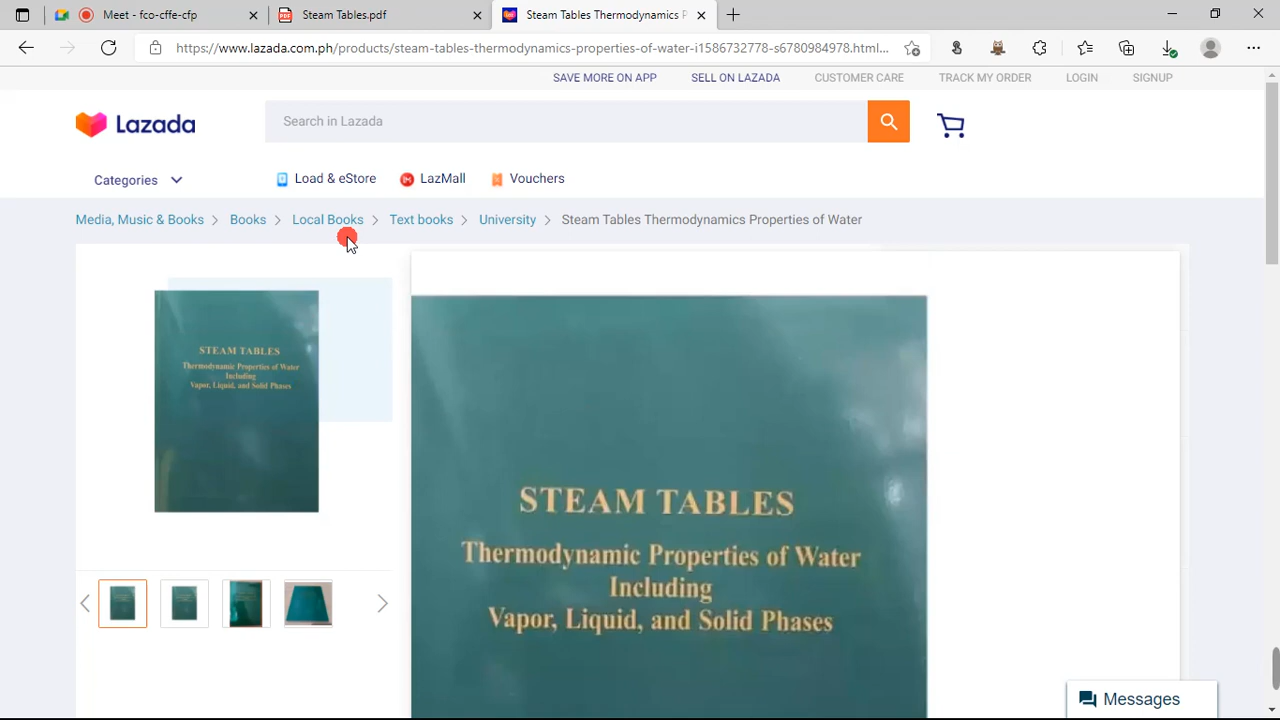 Meet - fco-cffe-cfp
Steam Tables.pdf
Steam Tables Thermodynamics P
https://www.lazada.com.ph/products/steam-tables-thermodynamics-properties-of-water-i1586732770-s6780984978.html...
SAVE MORE ON APP
SELL ON LAZADA
CUSTOMER CARE
TRACK MY ORDER
LOGIN
SIGNUP
Lazada
Search in Lazada
Categories
Load & eStore
LazMall
Vouchers
Media, Music & Books > Books > Local Books > Text books > University > Steam Tables Thermodynamics Properties of Water
STEAM TABLES
Thermodynamic Properties of Water
Including
Vapor, Liquid, and Solid Phases
STEAM TABLES
Thermodynamic Properties of Water
Including
Vapor, Liquid, and Solid Phases
Messages